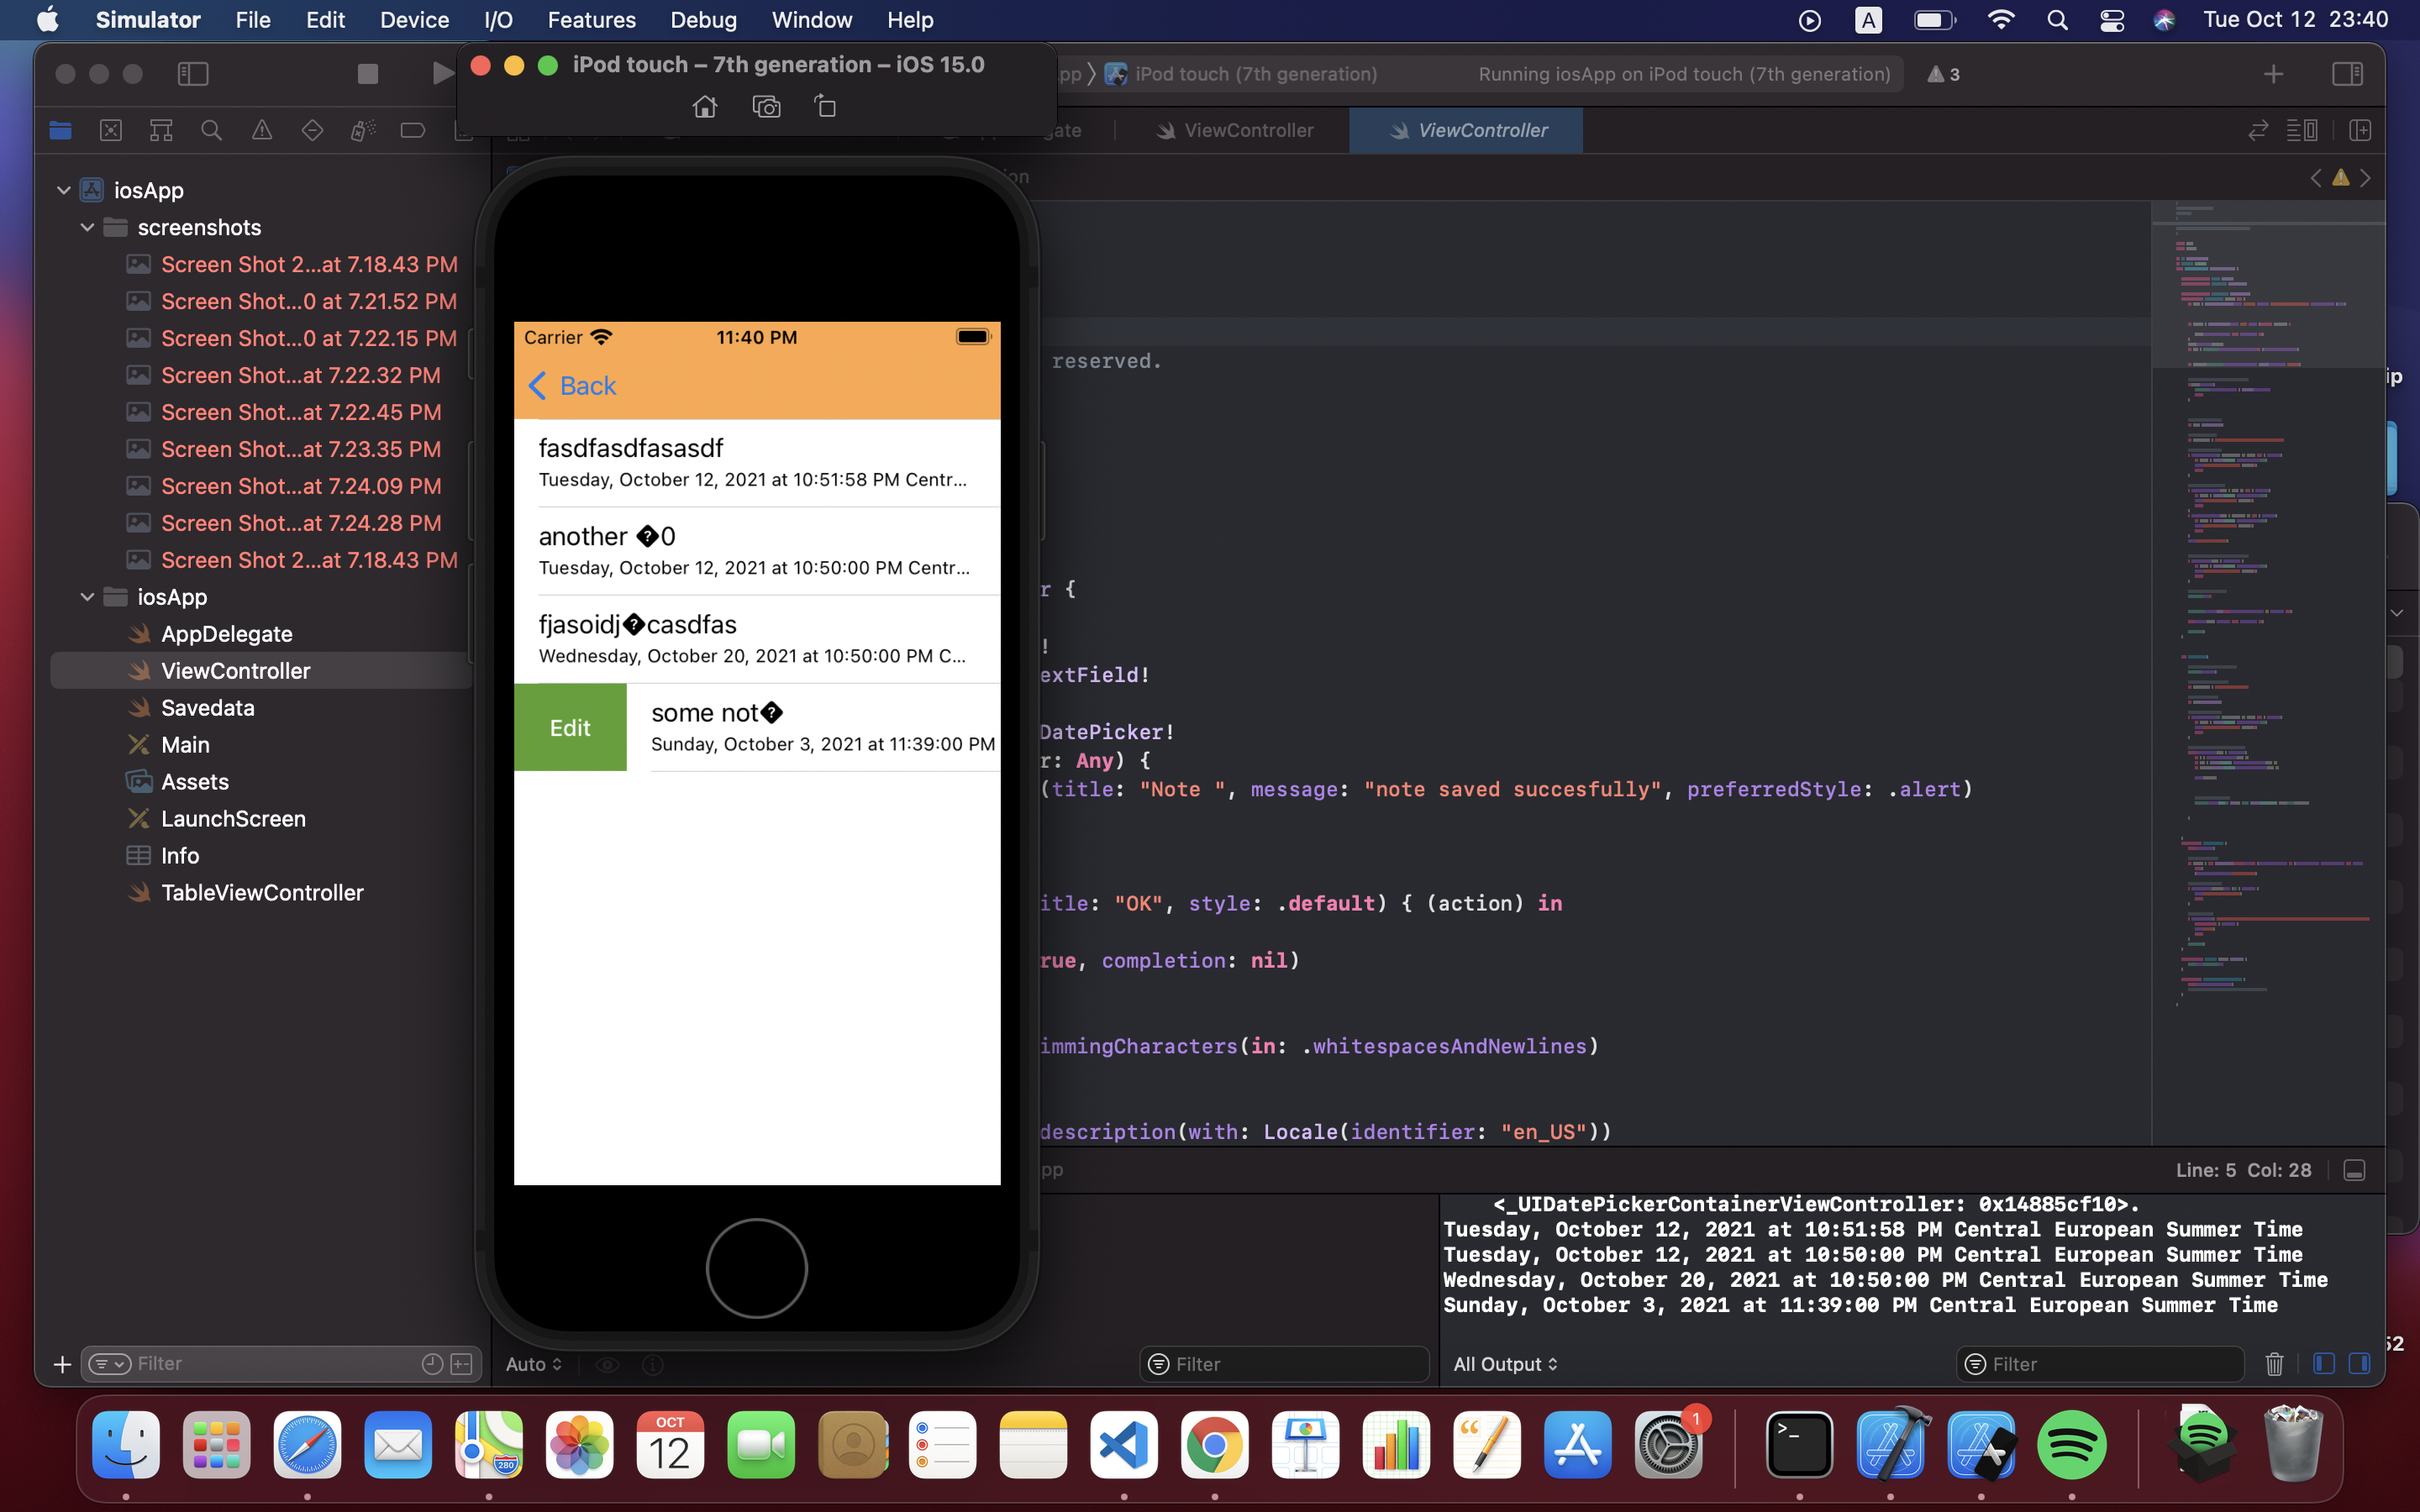 Simulator File Edit Device I/O Features Debug Window Help
A Tue Oct 12 23:40
iPod touch – 7th generation – iOS 15.0
pp iPod touch (7th generation) Running iosApp on iPod touch (7th generation) 3
gate ViewController ViewController
iosApp
screenshots
Screen Shot 2...at 7.18.43 PM
Screen Shot...0 at 7.21.52 PM
Screen Shot...0 at 7.22.15 PM
Screen Shot...at 7.22.32 PM
Screen Shot...at 7.22.45 PM
Screen Shot...at 7.23.35 PM
Screen Shot...at 7.24.09 PM
Screen Shot...at 7.24.28 PM
Screen Shot 2...at 7.18.43 PM
iosApp
AppDelegate
ViewController
Savedata
Main
Assets
LaunchScreen
Info
TableViewController
Filter
Carrier 11:40 PM
Back
fasdfasdfasasdf
Tuesday, October 12, 2021 at 10:51:58 PM Centr...
another �0
Tuesday, October 12, 2021 at 10:50:00 PM Centr...
fjasoidj�casdfas
Wednesday, October 20, 2021 at 10:50:00 PM C...
Edit
some not�
Sunday, October 3, 2021 at 11:39:00 PM
on
reserved.
r {
!
extField!
DatePicker!
r: Any) {
(title: "Note ", message: "note saved succesfully", preferredStyle: .alert)
itle: "OK", style: .default) { (action) in
rue, completion: nil)
immingCharacters(in: .whitespacesAndNewlines)
description(with: Locale(identifier: "en_US"))
pp
Line: 5 Col: 28
<_UIDatePickerContainerViewController: 0x14885cf10>.
Tuesday, October 12, 2021 at 10:51:58 PM Central European Summer Time
Tuesday, October 12, 2021 at 10:50:00 PM Central European Summer Time
Wednesday, October 20, 2021 at 10:50:00 PM Central European Summer Time
Sunday, October 3, 2021 at 11:39:00 PM Central European Summer Time
Auto Filter All Output Filter
ip
52
OCT
12
280
1